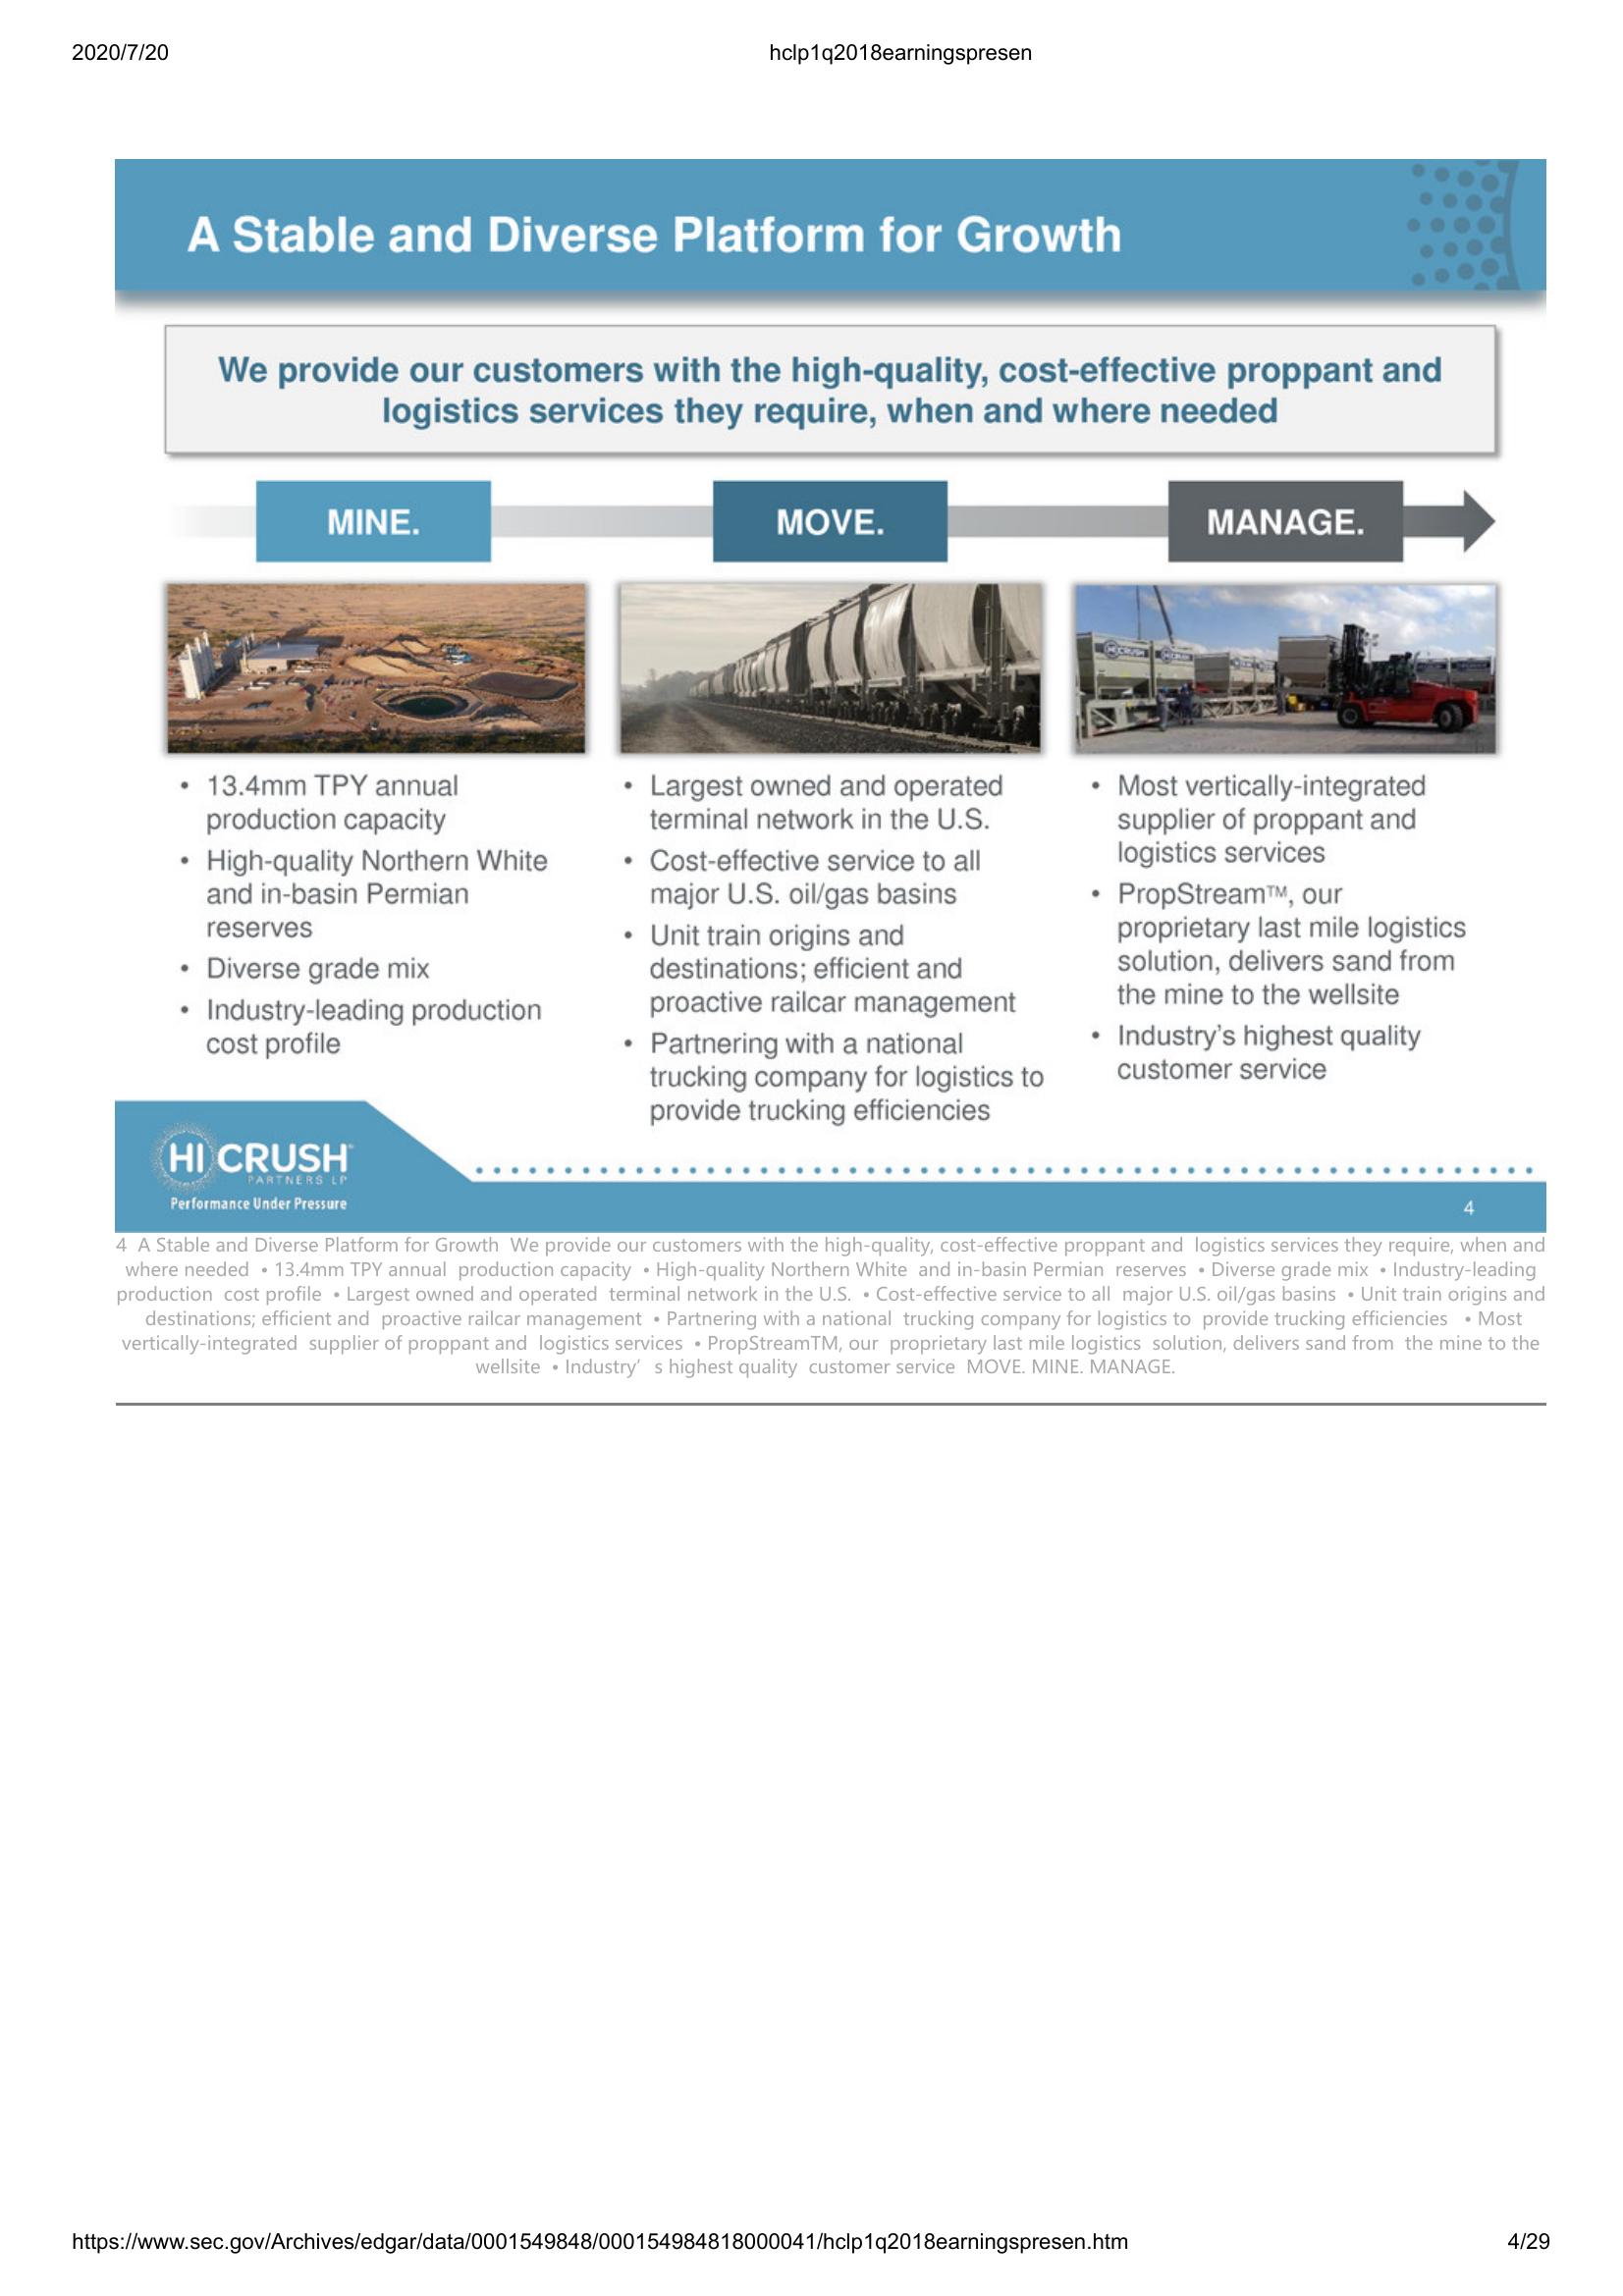 2020/7/20
hclp1q2018earningspresen
A Stable and Diverse Platform for Growth
We provide our customers with the high-quality, cost-effective proppant and
logistics services they require, when and where needed
MINE.
MOVE.
MANAGE.
HI CRUSH
HI CRUSH
• 13.4mm TPY annual
production capacity
• High-quality Northern White
and in-basin Permian
reserves
• Diverse grade mix
• Industry-leading production
cost profile
• Largest owned and operated
terminal network in the U.S.
• Cost-effective service to all
major U.S. oil/gas basins
• Unit train origins and
destinations; efficient and
proactive railcar management
• Partnering with a national
trucking company for logistics to
provide trucking efficiencies
• Most vertically-integrated
supplier of proppant and
logistics services
• PropStream™, our
proprietary last mile logistics
solution, delivers sand from
the mine to the wellsite
• Industry’s highest quality
customer service
HI CRUSH®
PARTNERS LP
Performance Under Pressure
4
4 A Stable and Diverse Platform for Growth We provide our customers with the high-quality, cost-effective proppant and logistics services they require, when and
where needed • 13.4mm TPY annual production capacity • High-quality Northern White and in-basin Permian reserves • Diverse grade mix • Industry-leading
production cost profile • Largest owned and operated terminal network in the U.S. • Cost-effective service to all major U.S. oil/gas basins • Unit train origins and
destinations; efficient and proactive railcar management • Partnering with a national trucking company for logistics to provide trucking efficiencies • Most
vertically-integrated supplier of proppant and logistics services • PropStreamTM, our proprietary last mile logistics solution, delivers sand from the mine to the
wellsite • Industry’ s highest quality customer service MOVE. MINE. MANAGE.
https://www.sec.gov/Archives/edgar/data/0001549848/000154984818000041/hclp1q2018earningspresen.htm
4/29